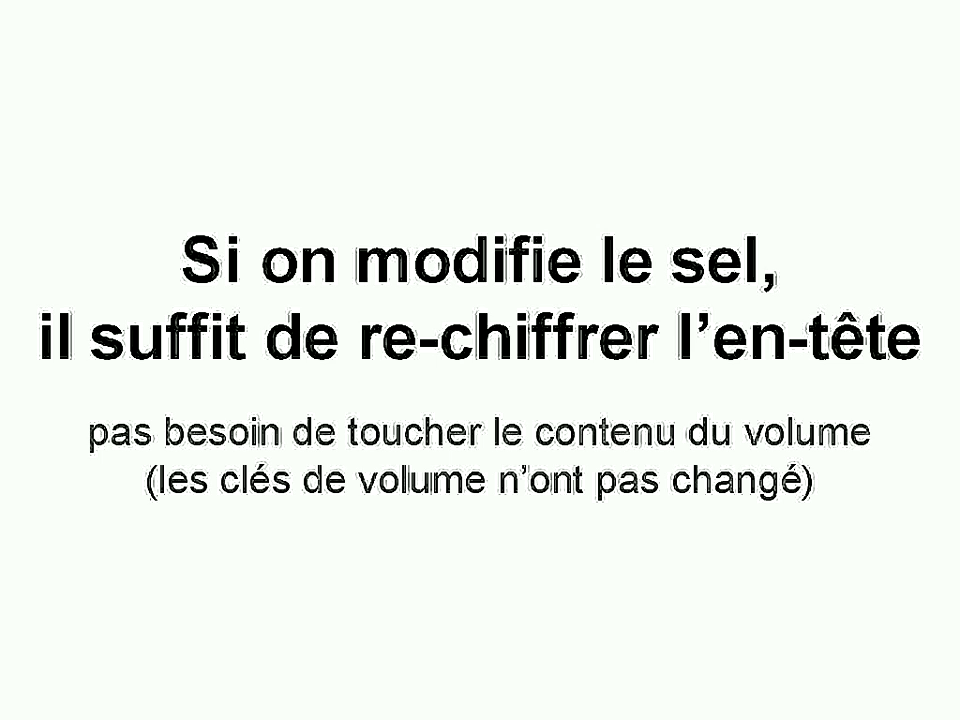 Si on modifie le sel,
il suffit de re-chiffrer l’en-tête
pas besoin de toucher le contenu du volume
(les clés de volume n’ont pas changé)